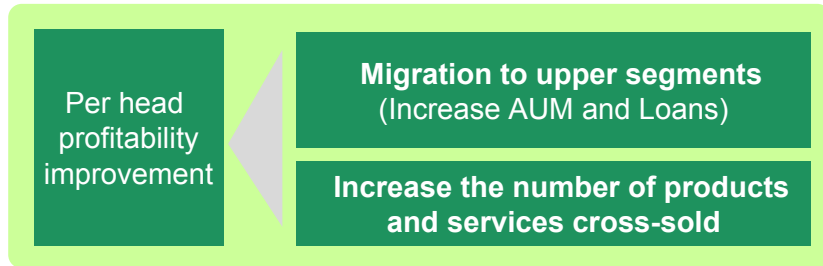 Per head
profitability
improvement
Migration to upper segments
(Increase AUM and Loans)
Increase the number of products
and services cross-sold